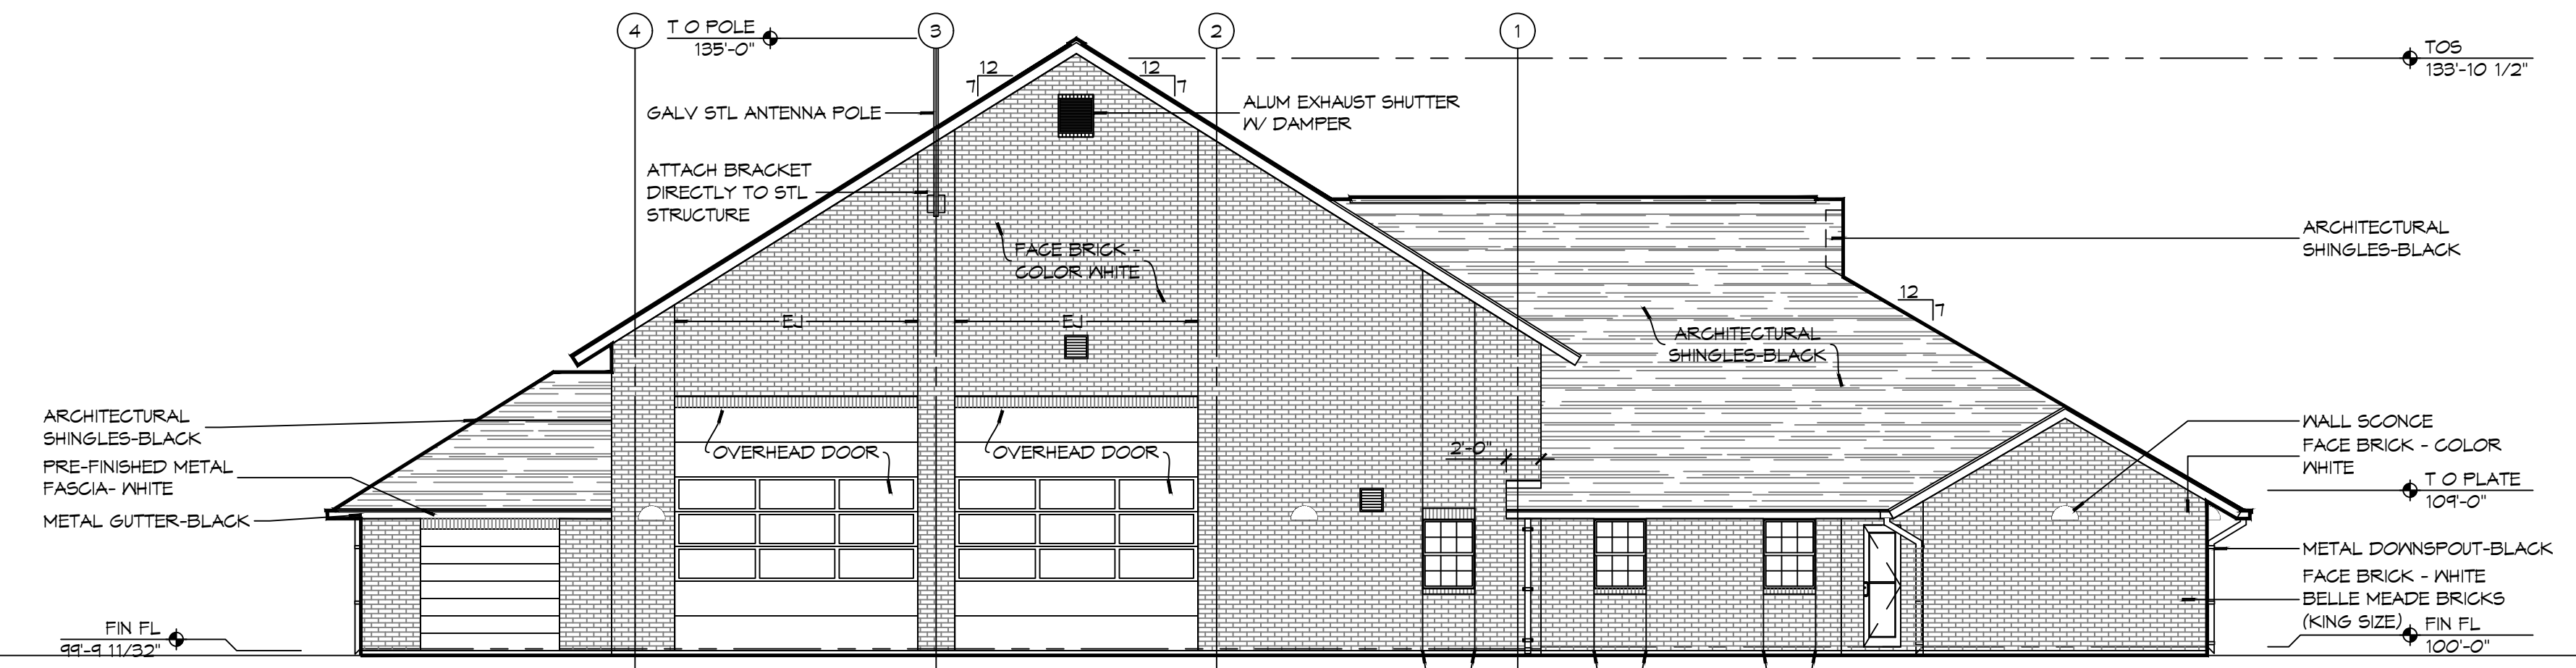 4
T O POLE
135'-0"
3
2
1
TOS
133'-10 1/2"
12
7
12
7
GALV STL ANTENNA POLE
ALUM EXHAUST SHUTTER
W/ DAMPER
ATTACH BRACKET
DIRECTLY TO STL
STRUCTURE
FACE BRICK -
COLOR WHITE
ARCHITECTURAL
SHINGLES-BLACK
12
7
EJ
EJ
ARCHITECTURAL
SHINGLES-BLACK
ARCHITECTURAL
SHINGLES-BLACK
PRE-FINISHED METAL
FASCIA- WHITE
METAL GUTTER-BLACK
OVERHEAD DOOR
OVERHEAD DOOR
2'-0"
WALL SCONCE
FACE BRICK - COLOR
WHITE
T O PLATE
109'-0"
METAL DOWNSPOUT-BLACK
FACE BRICK - WHITE
BELLE MEADE BRICKS
(KING SIZE)
FIN FL
100'-0"
FIN FL
99'-9 11/32"